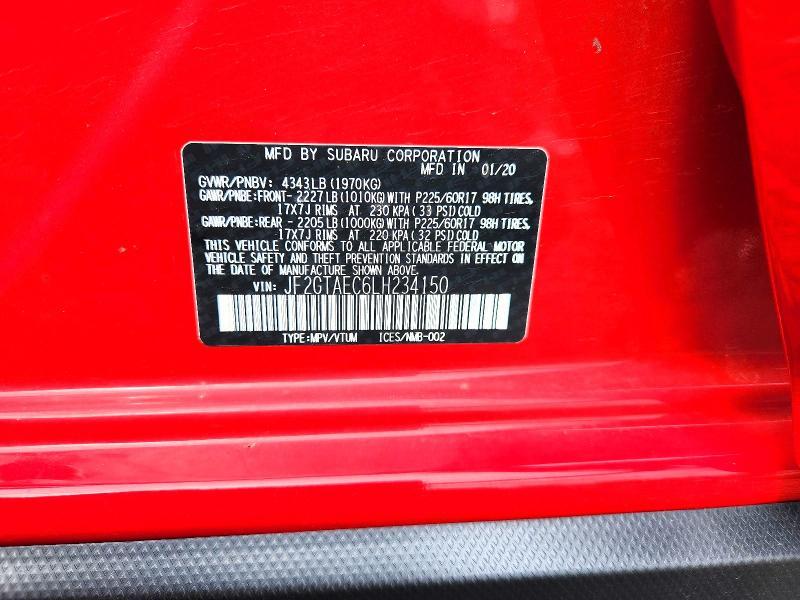 MFD BY SUBARU CORPORATION
MFD IN 01/20
GVWR/PNBV: 4343LB(1970KG)
GAWR/PNBE:FRONT- 2227LB(1010KG)WITH P225/60R17 98H TIRES,
17X7J RIMS AT 230 KPA(33 PSI)COLD
GAWR/PNBE:REAR - 2205LB(1000KG)WITH P225/60R17 98H TIRES,
17X7J RIMS AT 220 KPA(32 PSI)COLD
THIS VEHICLE CONFORMS TO ALL APPLICABLE FEDERAL MOTOR
VEHICLE SAFETY AND THEFT PREVENTION STANDARDS IN EFFECT ON
THE DATE OF MANUFACTURE SHOWN ABOVE.
VIN: JF2GTAEC6LH234150
TYPE:MPV/VTUM ICES/NMB-002